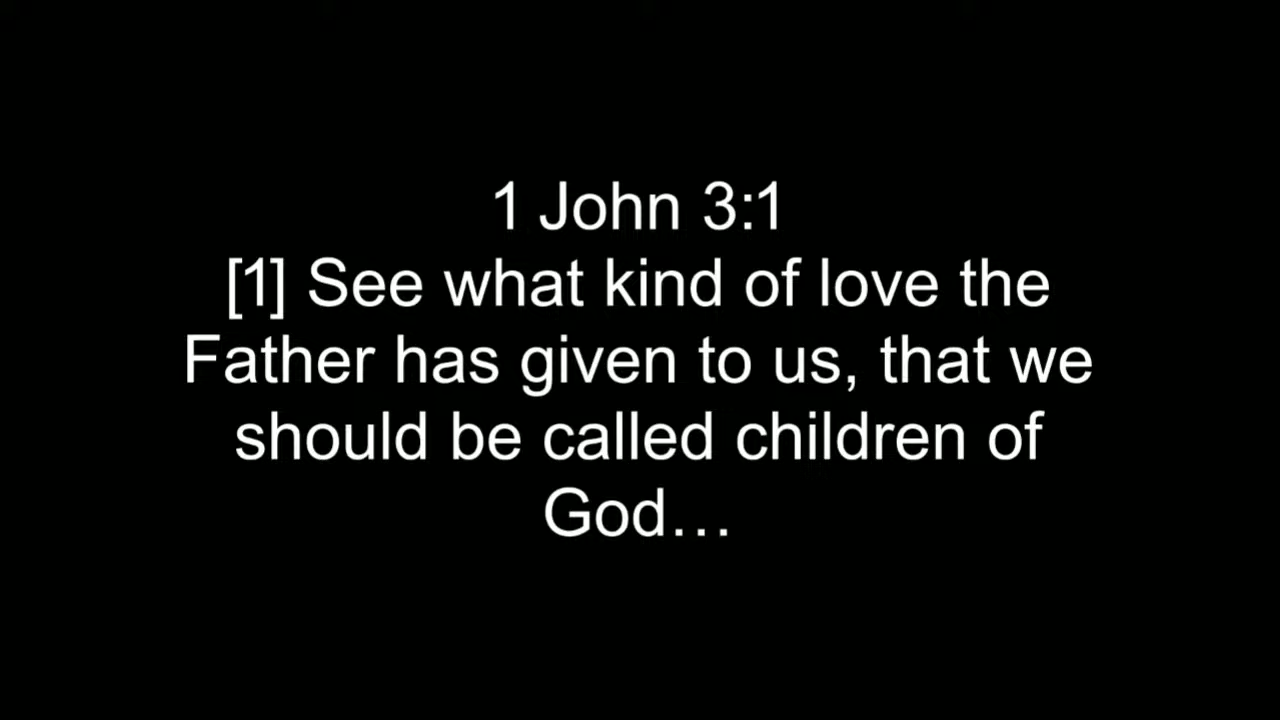 1 John 3:1
[1] See what kind of love the
Father has given to us, that we
should be called children of
God…